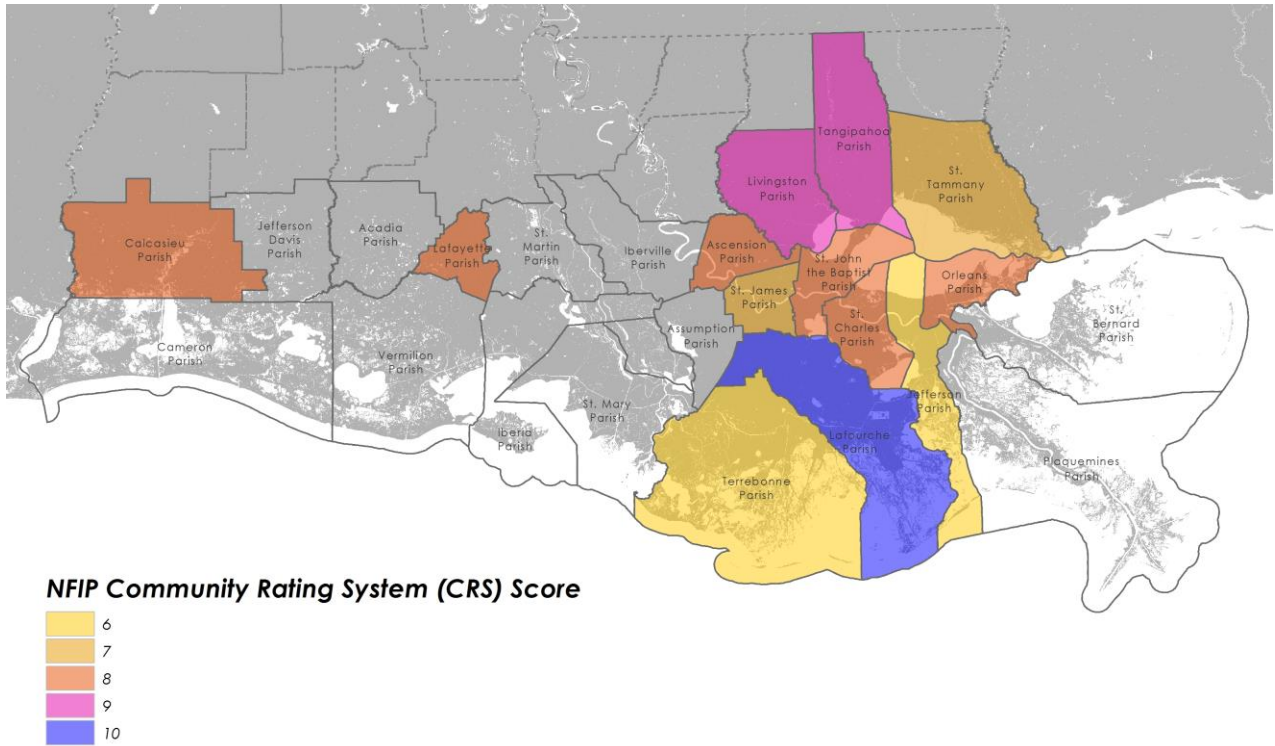 Tangipahoa
Parish
Livingston
Parish
St.
Tammany
Parish
Calcasieu
Parish
Jefferson
Davis
Parish
Acadia
Parish
Lafayette
Parish
St.
Martin
Parish
Iberville
Parish
Ascension
Parish
St. John
the Baptist
Parish
Orleans
Parish
St. James
Parish
St.
Charles
Parish
St.
Bernard
Parish
Assumption
Parish
Cameron
Parish
Vermilion
Parish
St. Mary
Parish
Iberia
Parish
Jefferson
Parish
Lafourche
Parish
Plaquemines
Parish
Terrebonne
Parish
NFIP Community Rating System (CRS) Score
6
7
8
9
10